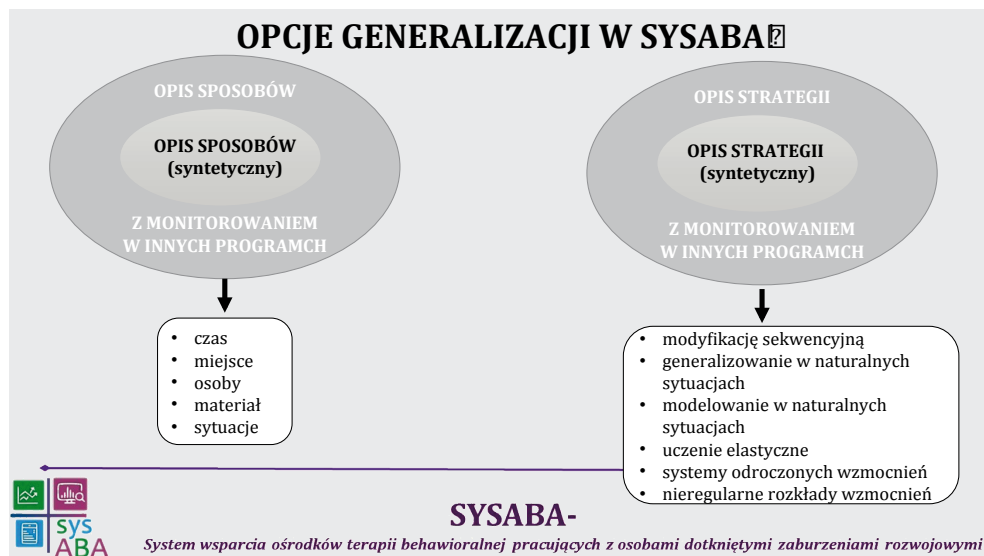 OPCJE GENERALIZACJI W SYSABA
OPIS SPOSOBÓW
OPIS SPOSOBÓW
(syntetyczny)
Z MONITOROWANIEM
W INNYCH PROGRAMCH
• czas
• miejsce
• osoby
• materiał
• sytuacje
OPIS STRATEGII
OPIS STRATEGII
(syntetyczny)
Z MONITOROWANIEM
W INNYCH PROGRAMCH
• modyfikację sekwencyjną
• generalizowanie w naturalnych
sytuacjach
• modelowanie w naturalnych
sytuacjach
• uczenie elastyczne
• systemy odroczonych wzmocnień
• nieregularne rozkłady wzmocnień
sys
ABA
SYSABA-
System wsparcia ośrodków terapii behawioralnej pracujących z osobami dotkniętymi zaburzeniami rozwojowymi